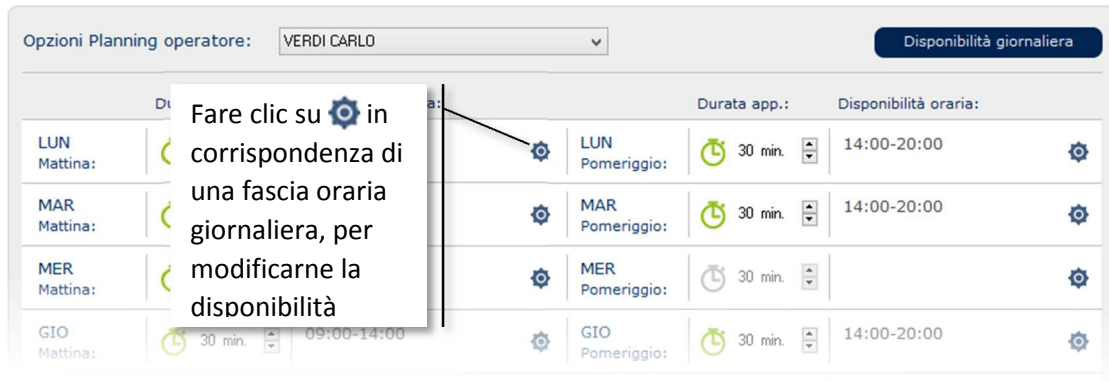 Opzioni Planning operatore: VERDI CARLO Disponibilità giornaliera
Durata app.: Disponibilità oraria:
Fare clic su in
corrispondenza di
una fascia oraria
giornaliera, per
modificarne la
disponibilità
LUN
Mattina:
LUN
Pomeriggio:
30 min.
14:00-20:00
MAR
Mattina:
MAR
Pomeriggio:
30 min.
14:00-20:00
MER
Mattina:
MER
Pomeriggio:
30 min.
GIO
Mattina:
30 min.
09:00-14:00
GIO
Pomeriggio:
30 min.
14:00-20:00